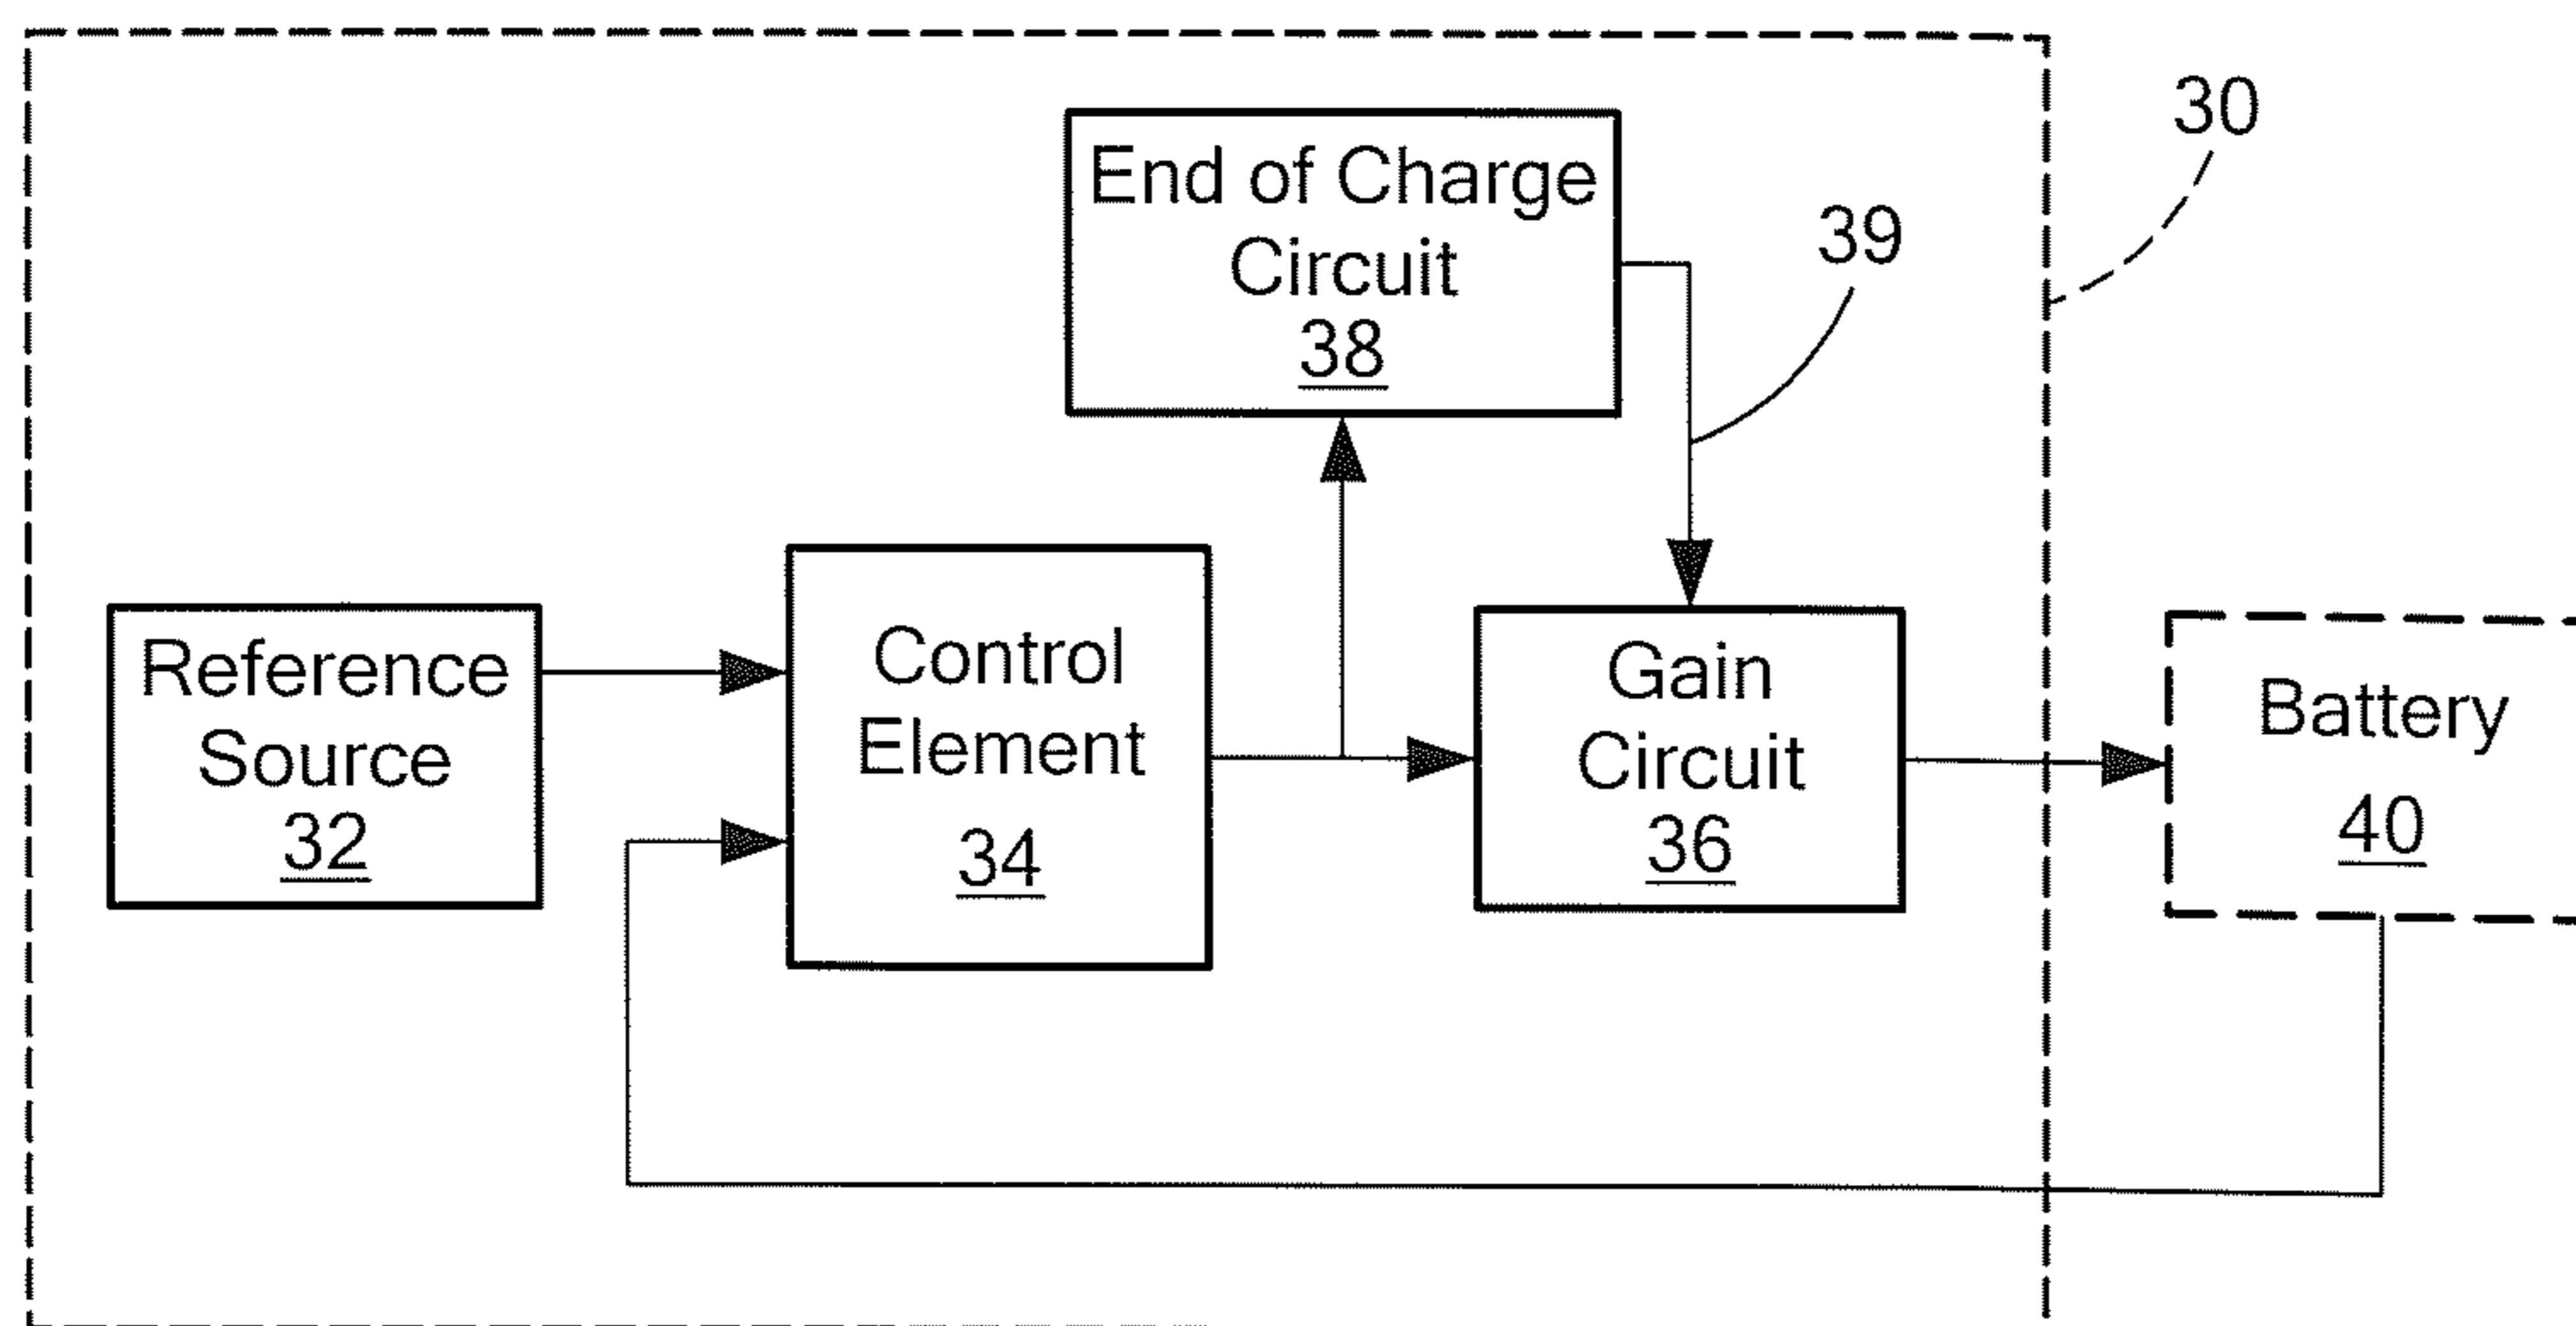 30
End of Charge
Circuit
38
39
Reference
Source
32
Control
Element
34
Gain
Circuit
36
Battery
40